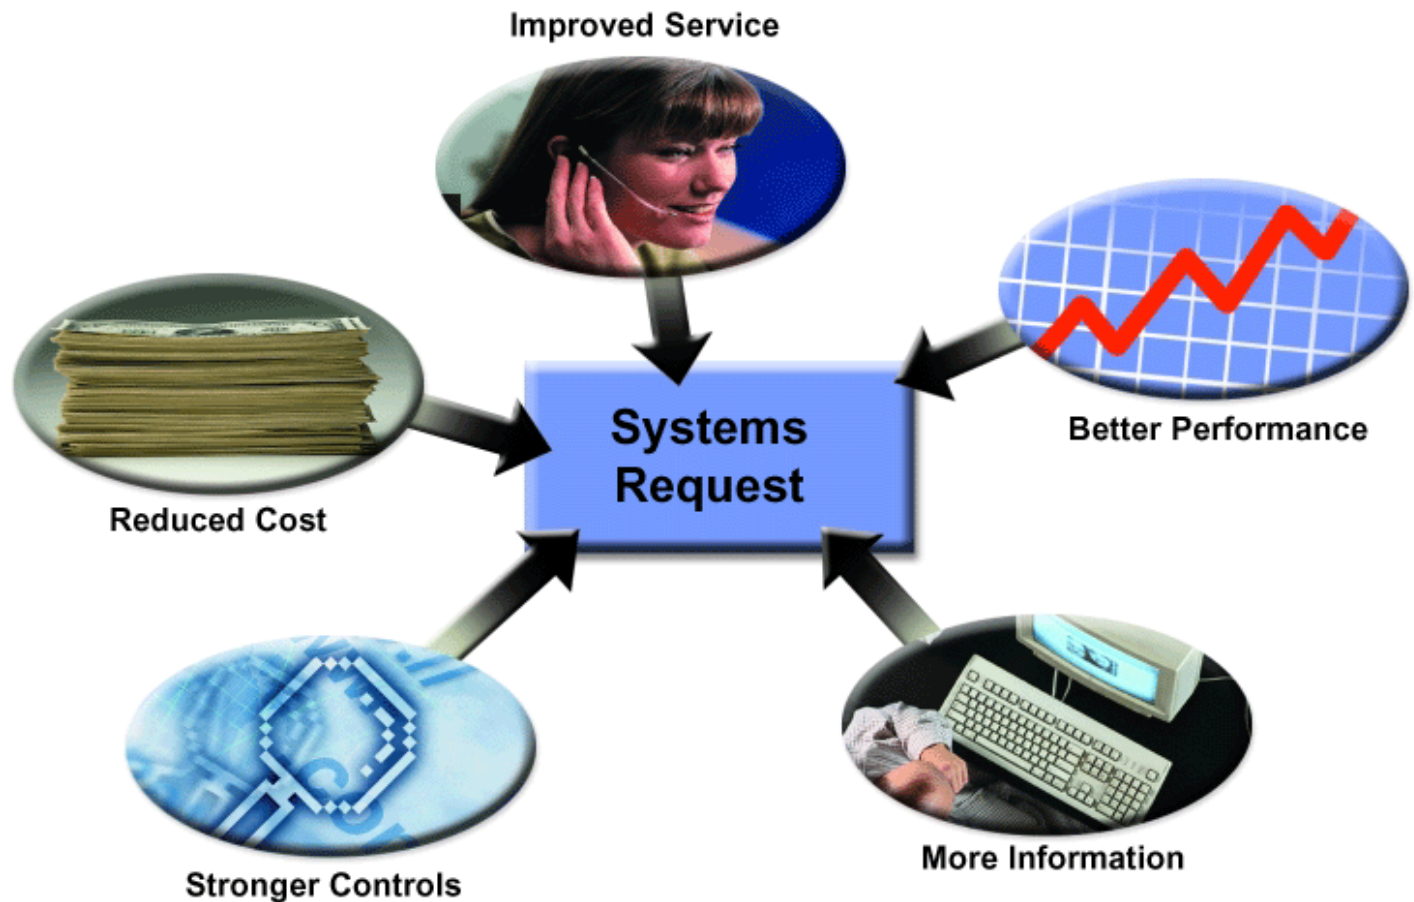 Improved Service
Better Performance
Systems
Request
Reduced Cost
More Information
Stronger Controls